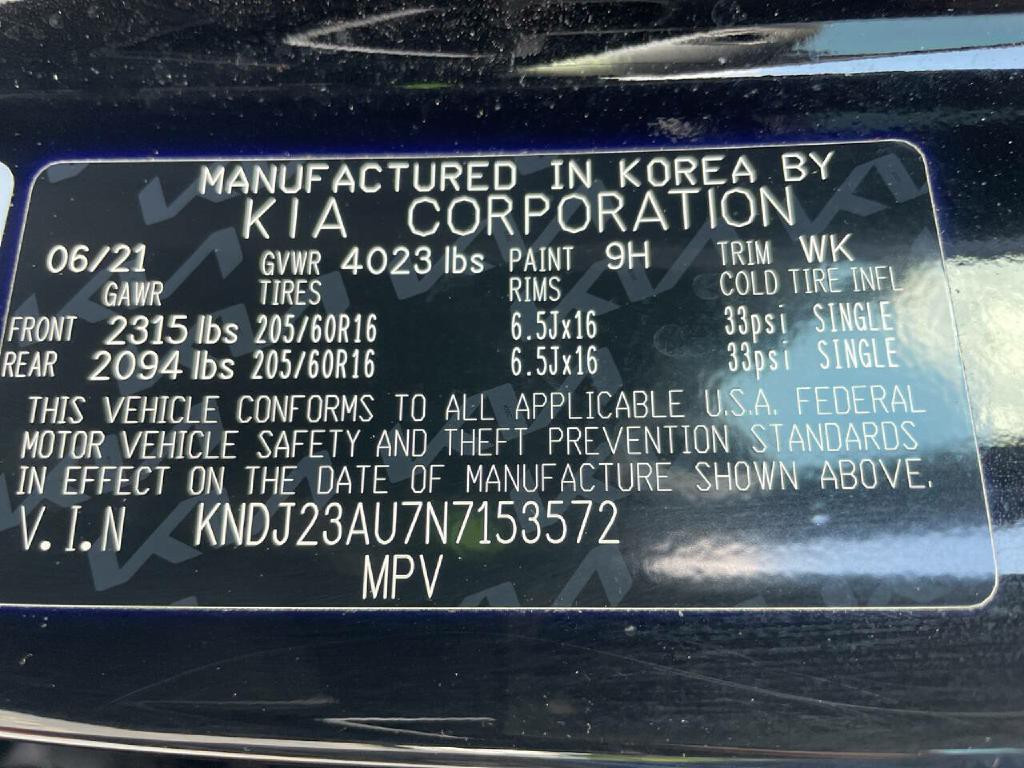 MANUFACTURED IN KOREA BY
KIA CORPORATION
06/21 GVWR 4023 lbs PAINT 9H TRIM WK
GAWR TIRES RIMS COLD TIRE INFL
FRONT 2315 lbs 205/60R16 6.5Jx16 33psi SINGLE
REAR 2094 lbs 205/60R16 6.5Jx16 33psi SINGLE
THIS VEHICLE CONFORMS TO ALL APPLICABLE U.S.A. FEDERAL
MOTOR VEHICLE SAFETY AND THEFT PREVENTION STANDARDS
IN EFFECT ON THE DATE OF MANUFACTURE SHOWN ABOVE.
V.I.N KNDJ23AU7N7153572
MPV